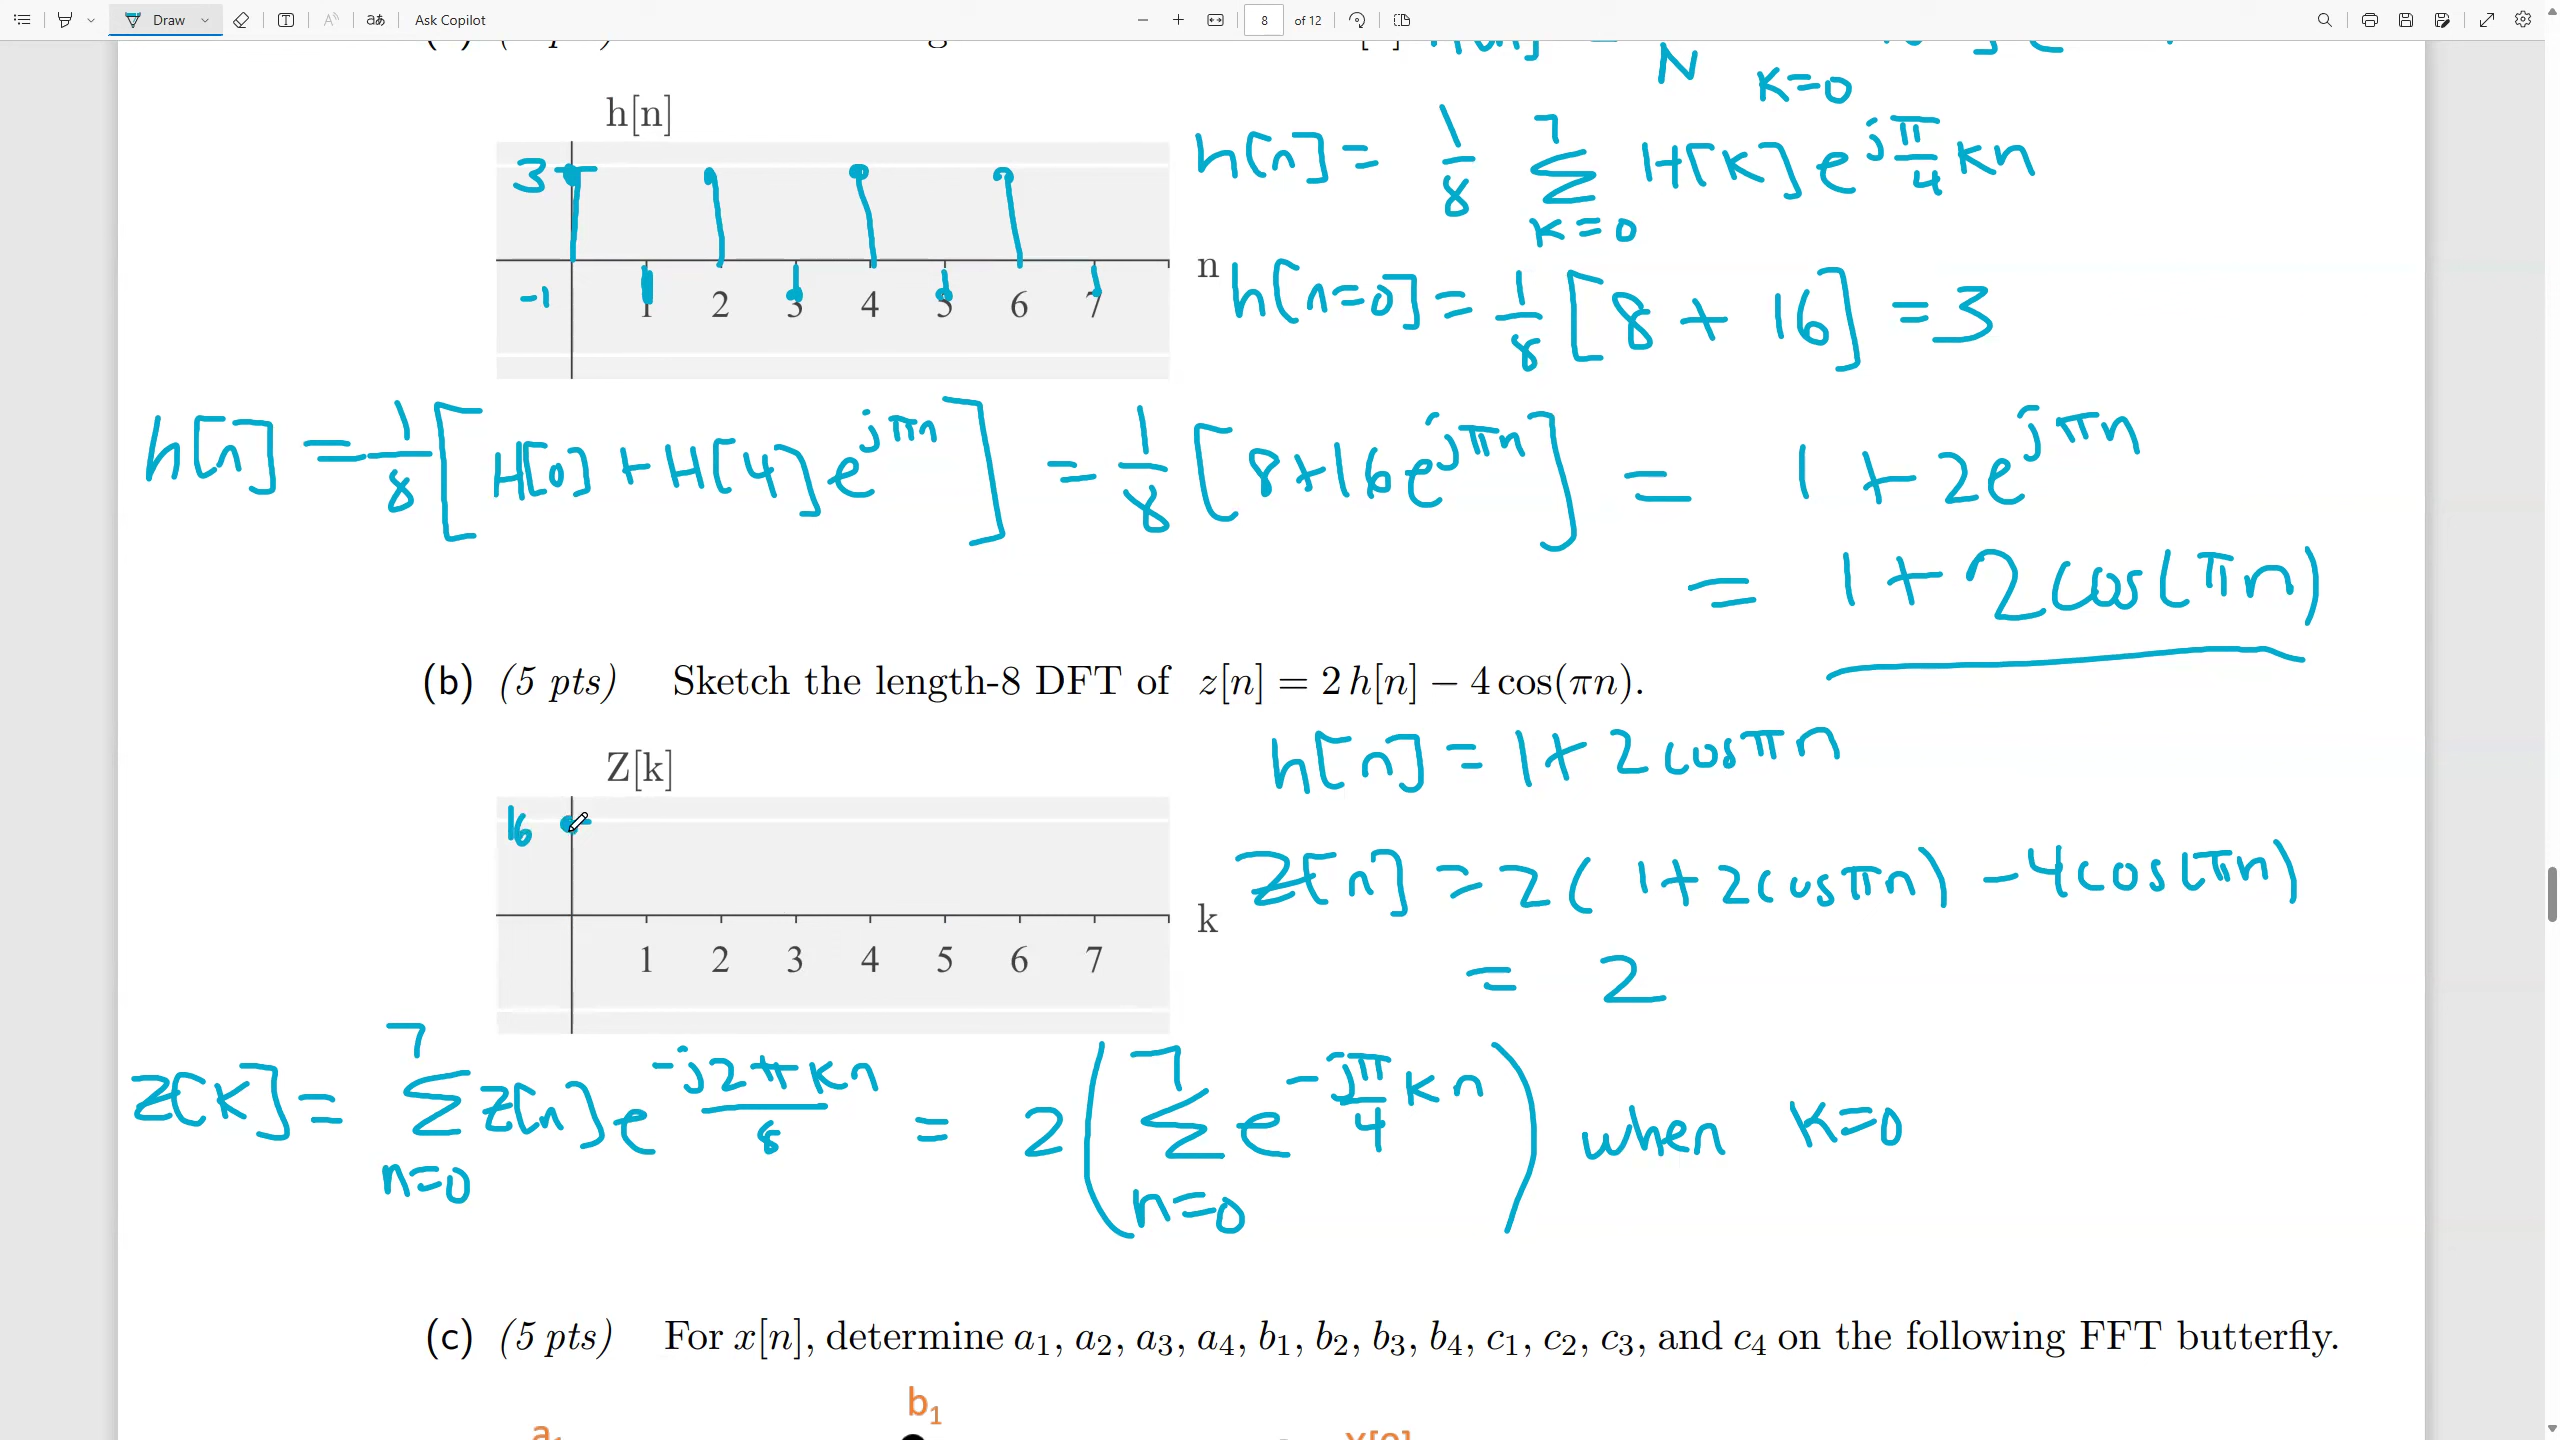 Draw
Ask Copilot
8 of 12
N
K=0
h[n]
3
-1
1 2 3 4 5 6 7
n
h[n] = 1/8 7 Σ K=0 H[K] e^jπ/4 Kn
h[n=0] = 1/8 [8 + 16] = 3
h[n] = 1/8 [H[0] + H[4] e^jπn] = 1/8 [8+16e^jπn] = 1 + 2e^jπn
= 1 + 2cos(πn)
(b) (5 pts) Sketch the length-8 DFT of z[n] = 2 h[n] − 4 cos(πn).
h[n] = 1+ 2 cosπn
Z[k]
16
1 2 3 4 5 6 7
k
z[n] = 2( 1+2cosπn) -4cos(πn)
= 2
Z[K] = 7 Σ n=0 z[n] e^-j2πKn/8 = 2( 7 Σ n=0 e^-jπ/4 Kn ) when K=0
(c) (5 pts) For x[n], determine a1, a2, a3, a4, b1, b2, b3, b4, c1, c2, c3, and c4 on the following FFT butterfly.
b1